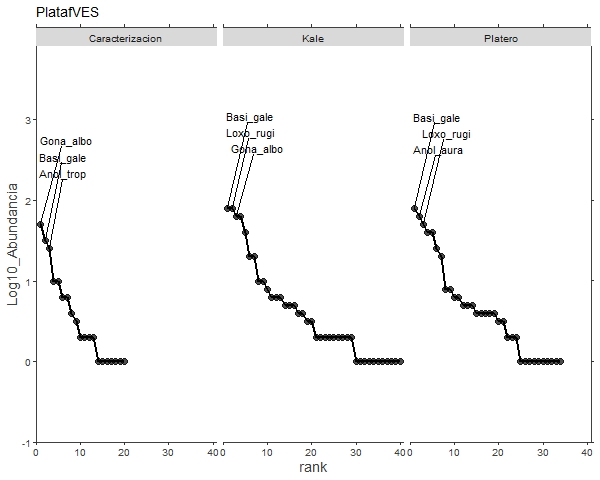 PlatafVES
Caracterizacion
Kale
Platero
Gona_albo
Basi_gale
Anol_trop
Basi_gale
Loxo_rugi
Gona_albo
Basi_gale
Loxo_rugi
Anol_aura
Log10_Abundancia
3
2
1
0
-1
0 10 20 30 40
0 10 20 30 40
0 10 20 30 40
rank